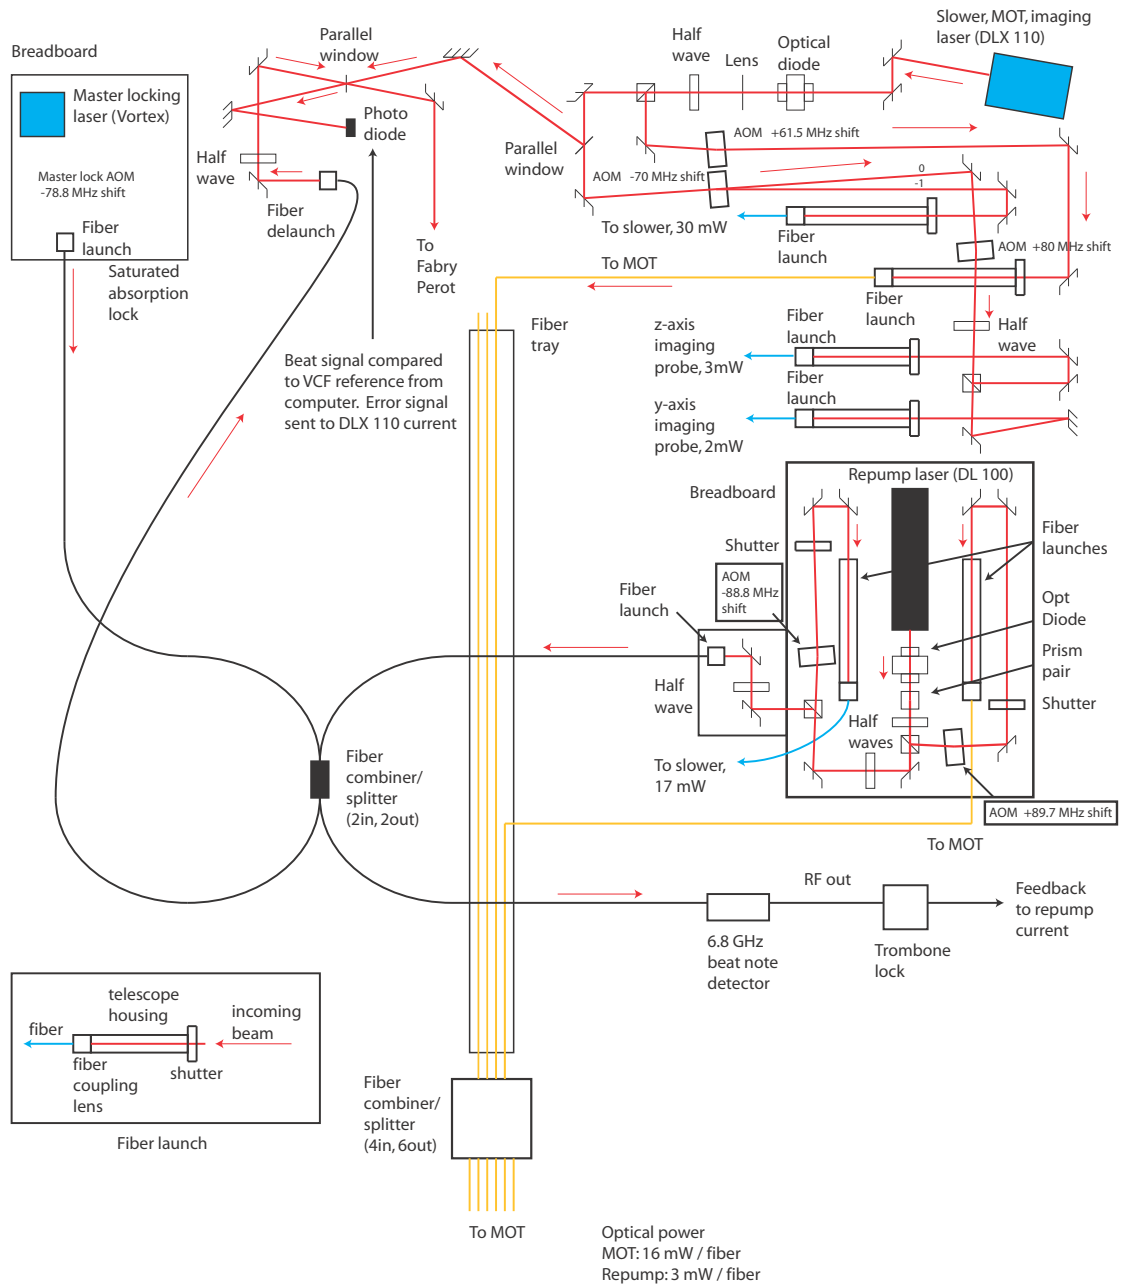 Breadboard
Master locking
laser (Vortex)
Master lock AOM
-78.8 MHz shift
Fiber
launch
Saturated
absorption
lock
Parallel
window
Photo
diode
Half
wave
Fiber
delaunch
To
Fabry
Perot
Beat signal compared
to VCF reference from
computer. Error signal
sent to DLX 110 current
Half
wave
Lens
Optical
diode
Slower, MOT, imaging
laser (DLX 110)
Parallel
window
AOM +61.5 MHz shift
AOM -70 MHz shift
0
-1
To slower, 30 mW
Fiber
launch
AOM +80 MHz shift
To MOT
Fiber
launch
Half
wave
Fiber
tray
z-axis
imaging
probe, 3mW
Fiber
launch
y-axis
imaging
probe, 2mW
Fiber
launch
Breadboard
Repump laser (DL 100)
Shutter
AOM
-88.8 MHz
shift
Fiber
launches
Opt
Diode
Prism
pair
Shutter
Fiber
launch
Half
wave
Half
waves
To slower,
17 mW
AOM +89.7 MHz shift
To MOT
Fiber
combiner/
splitter
(2in, 2out)
RF out
6.8 GHz
beat note
detector
Trombone
lock
Feedback
to repump
current
telescope
housing
fiber
incoming
beam
fiber
coupling
lens
shutter
Fiber launch
Fiber
combiner/
splitter
(4in, 6out)
To MOT
Optical power
MOT: 16 mW / fiber
Repump: 3 mW / fiber